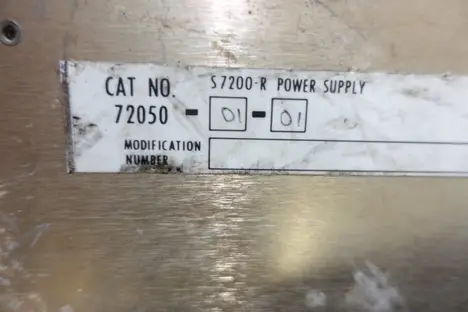 CAT NO. S7200-R POWER SUPPLY
72050 - 01 - 01
MODIFICATION
NUMBER